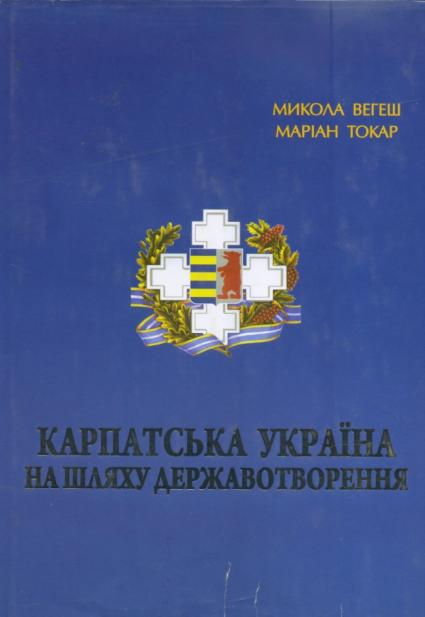 МИКОЛА ВЕГЕШ
МАРІАН ТОКАР
КАРПАТСЬКА УКРАЇНА
НА ШЛЯХУ ДЕРЖАВОТВОРЕННЯ